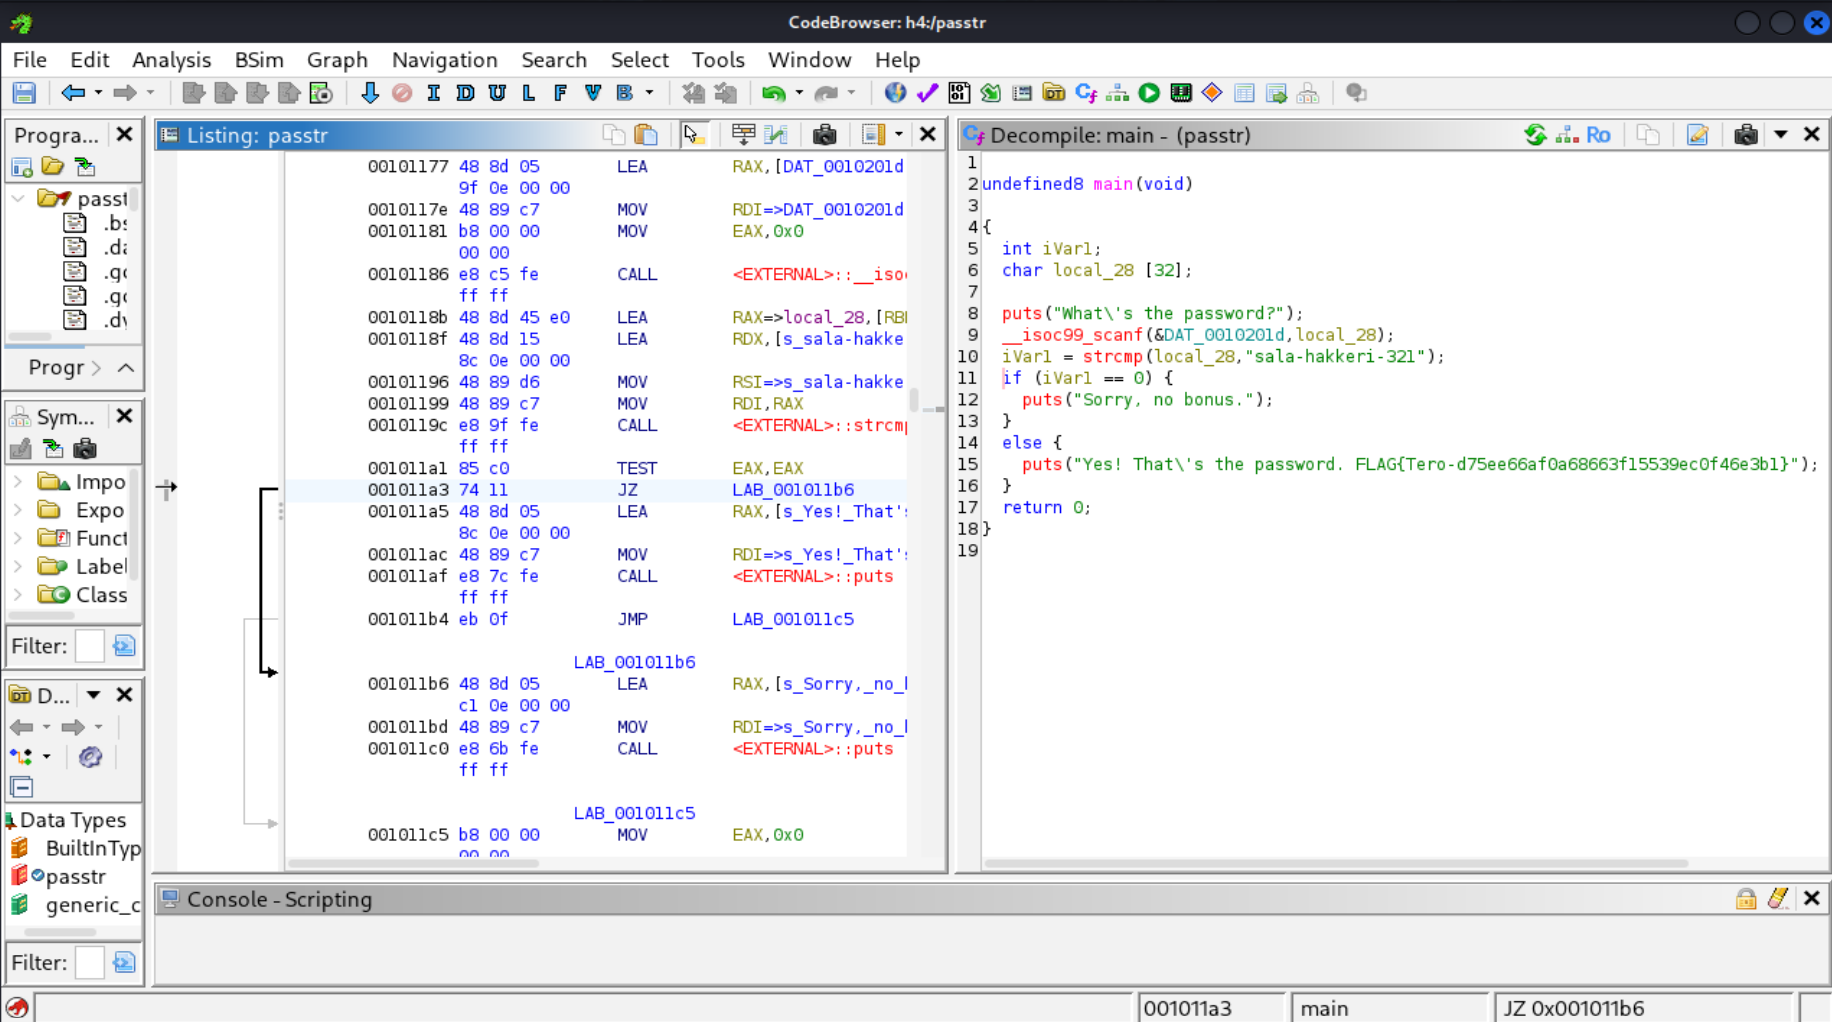 CodeBrowser: h4:/passtr
File Edit Analysis BSim Graph Navigation Search Select Tools Window Help
I D U L F V B
Progra...
passt
.bs
.da
.go
.go
.dy
Progr
Sym...
Impo
Expo
Funct
Label
Class
Filter:
D...
Data Types
BuiltInTyp
passtr
generic_c
Filter:
Listing: passtr
00101177 48 8d 05 LEA RAX,[DAT_0010201d
9f 0e 00 00
0010117e 48 89 c7 MOV RDI=>DAT_0010201d
00101181 b8 00 00 MOV EAX,0x0
00 00
00101186 e8 c5 fe CALL <EXTERNAL>::__iso
ff ff
0010118b 48 8d 45 e0 LEA RAX=>local_28,[RB
0010118f 48 8d 15 LEA RDX,[s_sala-hakke
8c 0e 00 00
00101196 48 89 d6 MOV RSI=>s_sala-hakke
00101199 48 89 c7 MOV RDI,RAX
0010119c e8 9f fe CALL <EXTERNAL>::strcm
ff ff
001011a1 85 c0 TEST EAX,EAX
001011a3 74 11 JZ LAB_001011b6
001011a5 48 8d 05 LEA RAX,[s_Yes!_That's
8c 0e 00 00
001011ac 48 89 c7 MOV RDI=>s_Yes!_That's
001011af e8 7c fe CALL <EXTERNAL>::puts
ff ff
001011b4 eb 0f JMP LAB_001011c5
LAB_001011b6
001011b6 48 8d 05 LEA RAX,[s_Sorry,_no_
c1 0e 00 00
001011bd 48 89 c7 MOV RDI=>s_Sorry,_no_
001011c0 e8 6b fe CALL <EXTERNAL>::puts
ff ff
LAB_001011c5
001011c5 b8 00 00 MOV EAX,0x0
00 00
Decompile: main - (passtr)
Ro
1
2 undefined8 main(void)
3
4 {
5 int iVar1;
6 char local_28 [32];
7
8 puts("What\'s the password?");
9 __isoc99_scanf(&DAT_0010201d,local_28);
10 iVar1 = strcmp(local_28,"sala-hakkeri-321");
11 if (iVar1 == 0) {
12 puts("Sorry, no bonus.");
13 }
14 else {
15 puts("Yes! That\'s the password. FLAG{Tero-d75ee66af0a68663f15539ec0f46e3b1}");
16 }
17 return 0;
18 }
19
Console - Scripting
001011a3 main JZ 0x001011b6